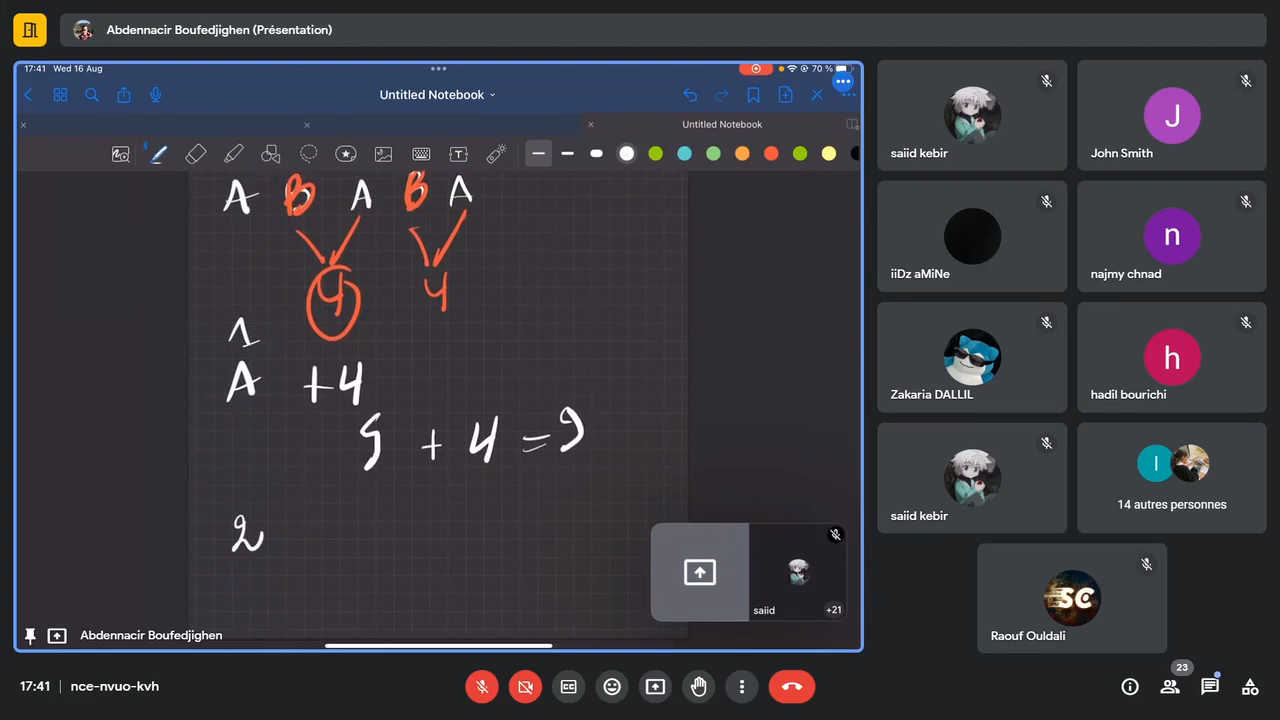 Abdennacir Boufedjighen (Présentation)
17:41 Wed 16 Aug
70 %
Untitled Notebook
Untitled Notebook
A B A B A
4 4
1
A +4
5 + 4 = 9
2
saiid
+21
Abdennacir Boufedjighen
saiid kebir
John Smith
J
iiDz aMiNe
najmy chnad
n
Zakaria DALLIL
hadil bourichi
h
saiid kebir
I
14 autres personnes
SC
Raouf Ouldali
17:41 | nce-nvuo-kvh
23